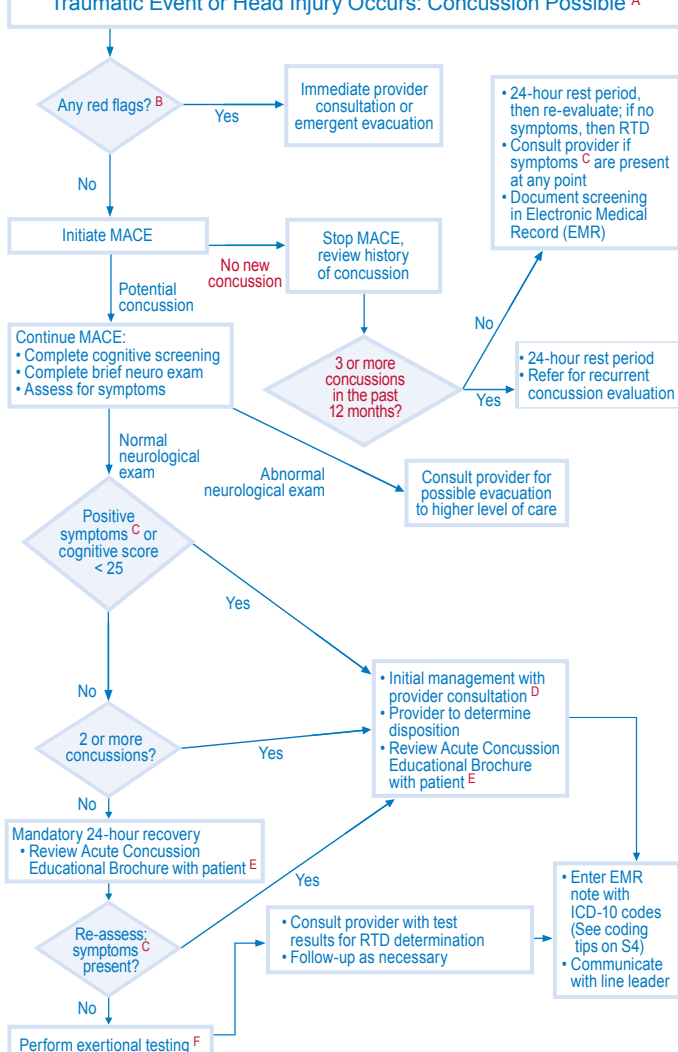 Traumatic Event or Head Injury Occurs: Concussion Possible A
Any red flags? B
Yes
Immediate provider
consultation or
emergent evacuation
• 24-hour rest period,
then re-evaluate; if no
symptoms, then RTD
• Consult provider if
symptoms C are present
at any point
• Document screening
in Electronic Medical
Record (EMR)
No
Initiate MACE
No new
concussion
Stop MACE,
review history
of concussion
Potential
concussion
No
Continue MACE:
• Complete cognitive screening
• Complete brief neuro exam
• Assess for symptoms
3 or more
concussions
in the past
12 months?
Yes
• 24-hour rest period
• Refer for recurrent
concussion evaluation
Normal
neurological
exam
Abnormal
neurological exam
Consult provider for
possible evacuation
to higher level of care
Positive
symptoms C or
cognitive score
< 25
Yes
No
• Initial management with
provider consultation D
• Provider to determine
disposition
• Review Acute Concussion
Educational Brochure
with patient E
2 or more
concussions?
Yes
No
Mandatory 24-hour recovery
• Review Acute Concussion
Educational Brochure with patient E
Yes
Re-assess:
symptoms C
present?
• Consult provider with test
results for RTD determination
• Follow-up as necessary
• Enter EMR
note with
ICD-10 codes
(See coding
tips on S4)
• Communicate
with line leader
No
Perform exertional testing F